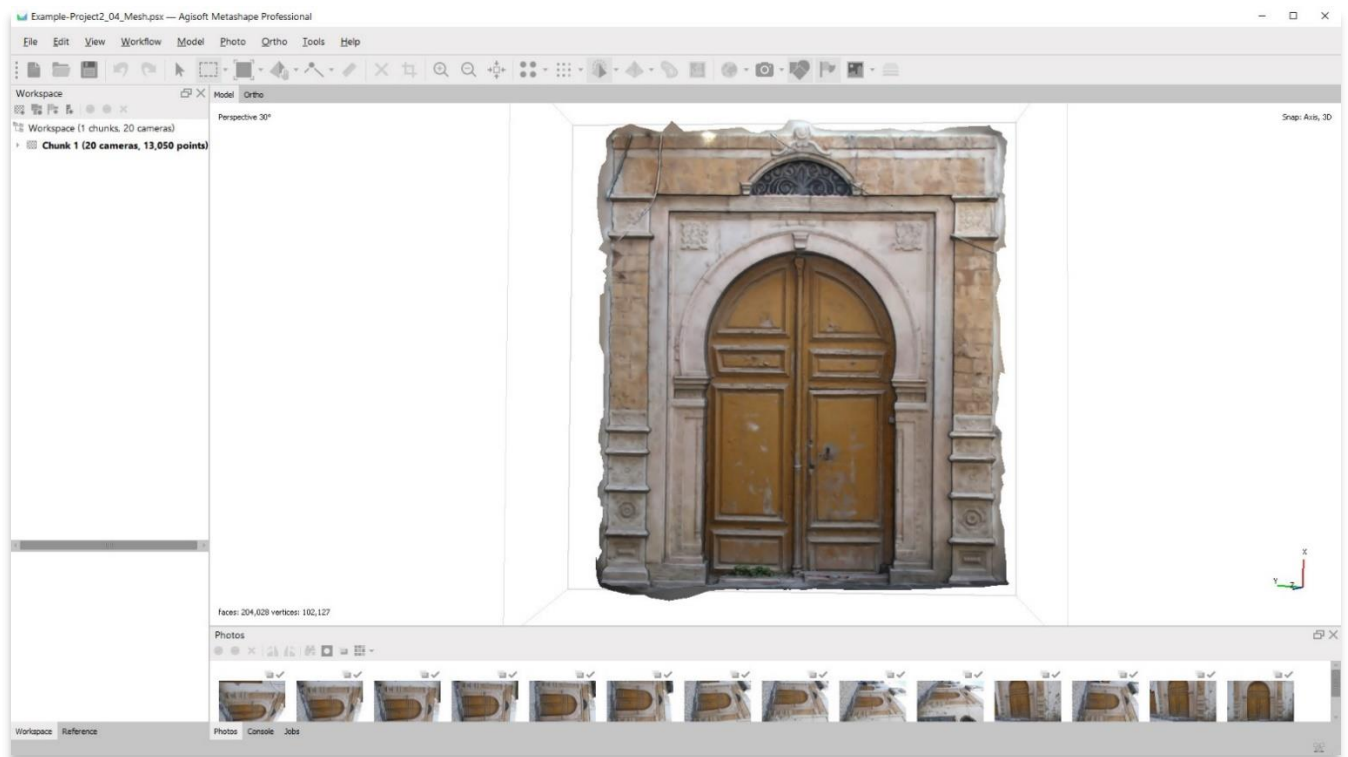 Example-Project2_04_Mesh.psx — Agisoft Metashape Professional
File Edit View Workflow Model Photo Ortho Tools Help
Workspace
Model Ortho
Workspace (1 chunks, 20 cameras)
Chunk 1 (20 cameras, 13,050 points)
Perspective 30°
Snap: Axis, 3D
X
Y
Z
faces: 204,028 vertices: 102,127
Photos
Workspace Reference
Photos Console Jobs